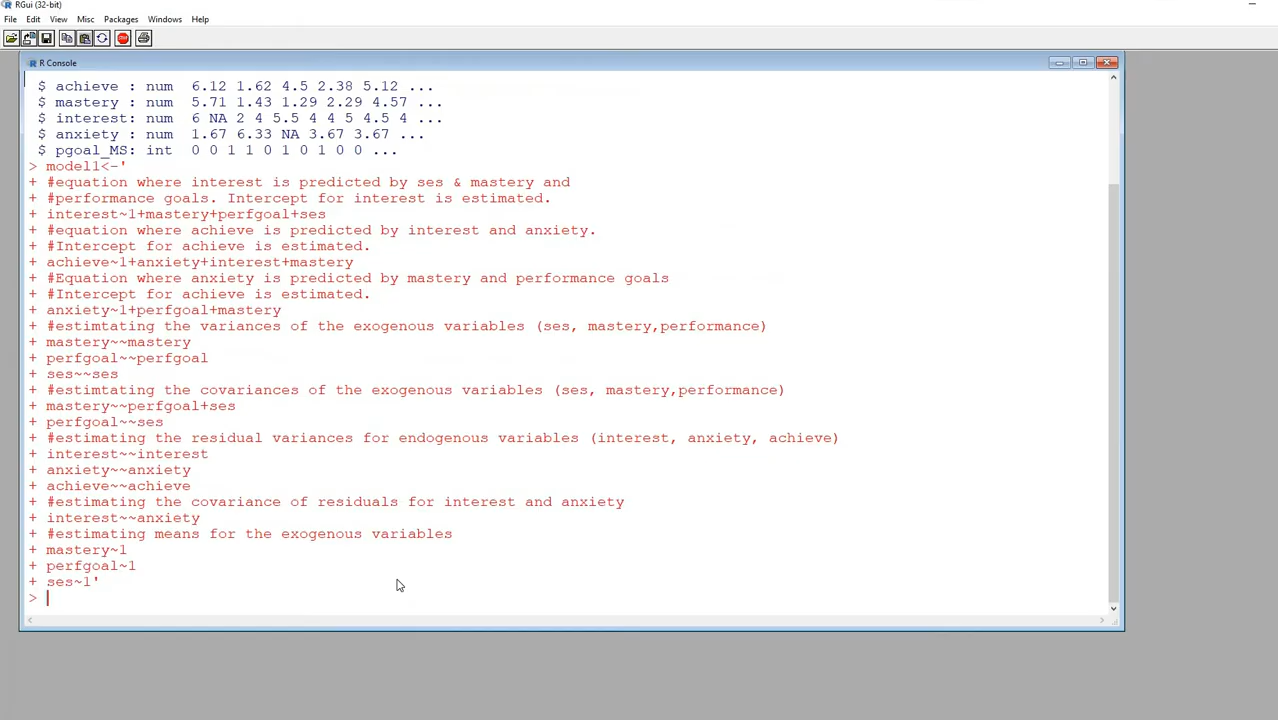 RGui (32-bit)
File Edit View Misc Packages Windows Help
STOP
R Console
$ achieve : num 6.12 1.62 4.5 2.38 5.12 ...
$ mastery : num 5.71 1.43 1.29 2.29 4.57 ...
$ interest: num 6 NA 2 4 5.5 4 4 5 4.5 4 ...
$ anxiety : num 1.67 6.33 NA 3.67 3.67 ...
$ pgoal_MS: int 0 0 1 1 0 1 0 1 0 0 ...
> model1<-'
+ #equation where interest is predicted by ses & mastery and
+ #performance goals. Intercept for interest is estimated.
+ interest~1+mastery+perfgoal+ses
+ #equation where achieve is predicted by interest and anxiety.
+ #Intercept for achieve is estimated.
+ achieve~1+anxiety+interest+mastery
+ #Equation where anxiety is predicted by mastery and performance goals
+ #Intercept for achieve is estimated.
+ anxiety~1+perfgoal+mastery
+ #estimtating the variances of the exogenous variables (ses, mastery,performance)
+ mastery~~mastery
+ perfgoal~~perfgoal
+ ses~~ses
+ #estimtating the covariances of the exogenous variables (ses, mastery,performance)
+ mastery~~perfgoal+ses
+ perfgoal~~ses
+ #estimating the residual variances for endogenous variables (interest, anxiety, achieve)
+ interest~~interest
+ anxiety~~anxiety
+ achieve~~achieve
+ #estimating the covariance of residuals for interest and anxiety
+ interest~~anxiety
+ #estimating means for the exogenous variables
+ mastery~1
+ perfgoal~1
+ ses~1'
>